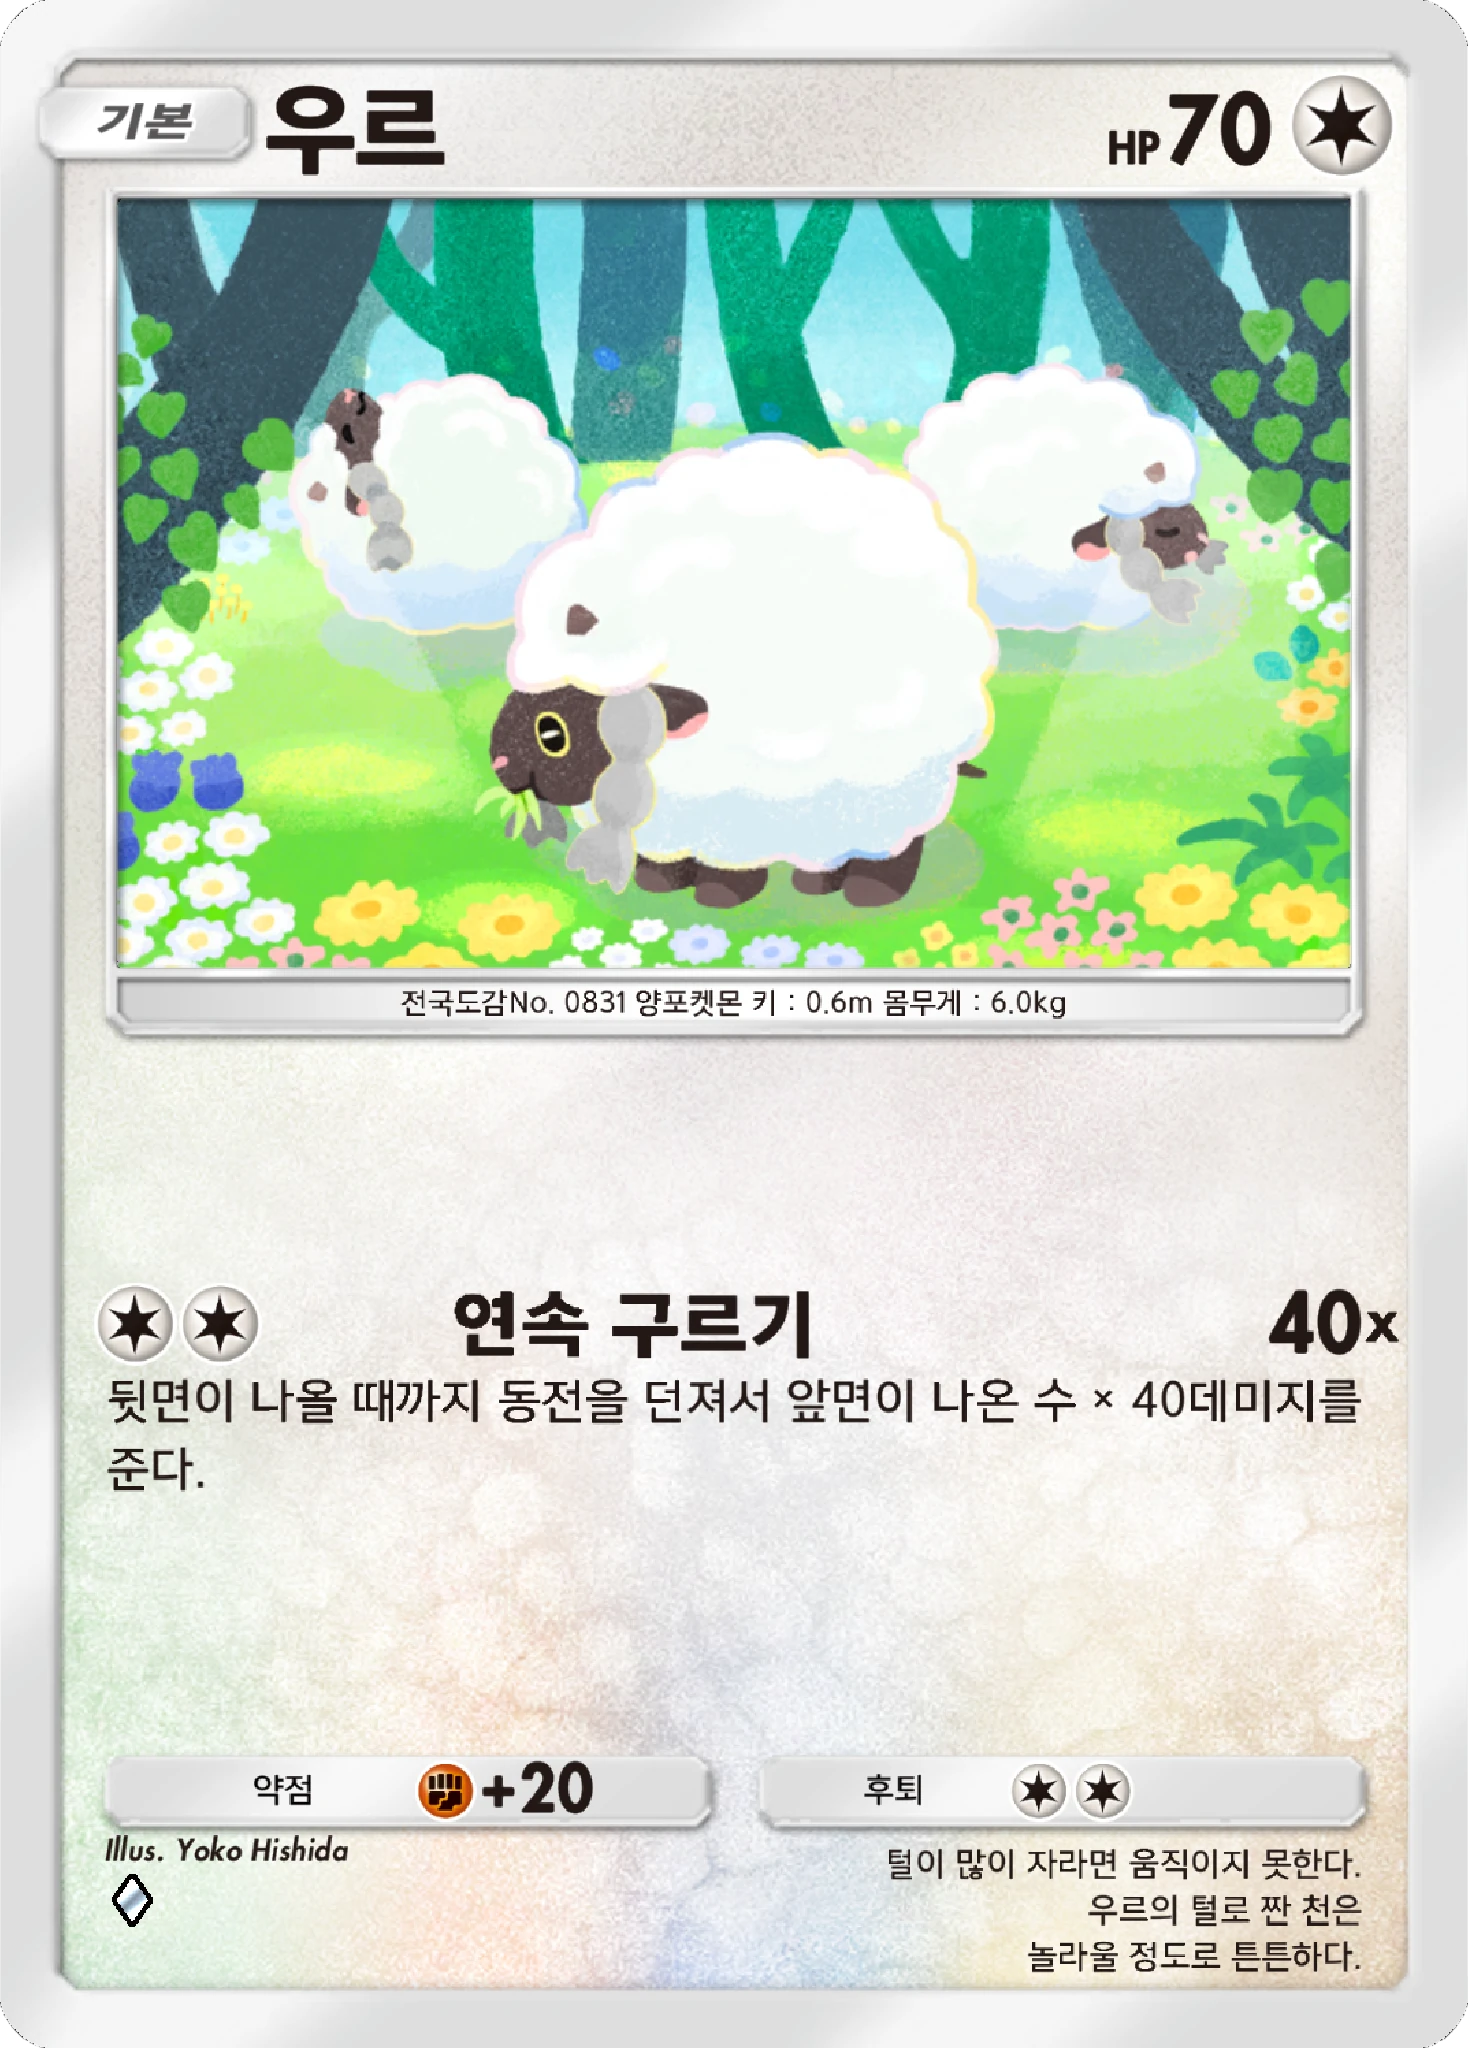 기본 우르 HP 70
전국도감No. 0831 양포켓몬 키 : 0.6m 몸무게 : 6.0kg
연속 구르기 40x
뒷면이 나올 때까지 동전을 던져서 앞면이 나온 수 × 40데미지를
준다.
약점 +20 후퇴
Illus. Yoko Hishida
털이 많이 자라면 움직이지 못한다.
우르의 털로 짠 천은
놀라울 정도로 튼튼하다.